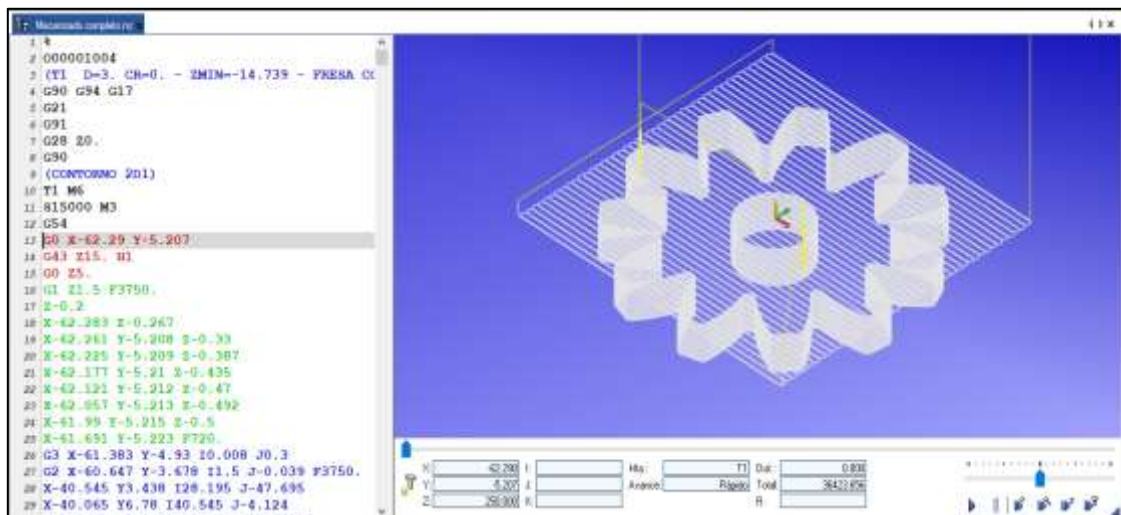 Mecanizado completo.nc
1 %
2 O00001004
3 (T1 D=3. CR=0. - ZMIN=-14.739 - FRESA CO
4 G90 G94 G17
5 G21
6 G91
7 G28 Z0.
8 G90
9 (CONTORNO 2D1)
10 T1 M6
11 S15000 M3
12 G54
13 G0 X-62.29 Y-5.207
14 G43 Z15. H1
15 G0 Z5.
16 G1 Z1.5 F3750.
17 Z-0.2
18 X-62.283 Z-0.267
19 X-62.261 Y-5.208 Z-0.33
20 X-62.225 Y-5.209 Z-0.387
21 X-62.177 Y-5.21 Z-0.435
22 X-62.121 Y-5.212 Z-0.47
23 X-62.057 Y-5.213 Z-0.492
24 X-61.99 Y-5.215 Z-0.5
25 X-61.691 Y-5.223 F720.
26 G3 X-61.383 Y-4.93 I0.008 J0.3
27 G2 X-60.647 Y-3.678 I1.5 J-0.039 F3750.
28 X-40.545 Y3.438 I28.195 J-47.695
29 X-40.065 Y6.78 I40.545 J-4.124
X: -62.290 I: Hta.: T1 Dist:
Y: -5.207 J: Avance: Rápido Total:
Z: 250.000 K: R